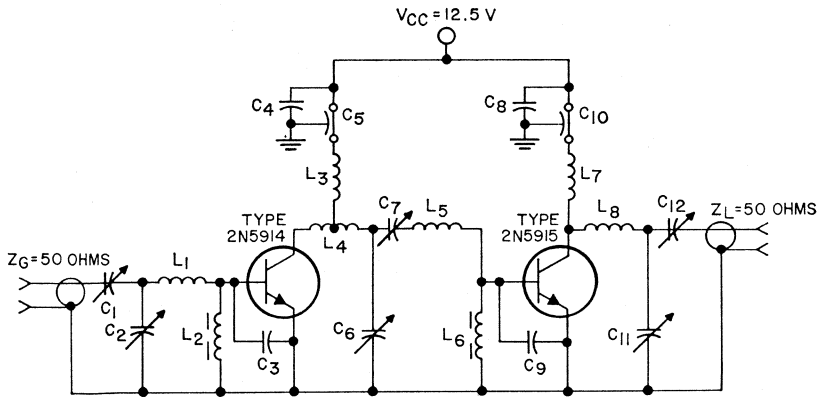 VCC=12.5 V
C4
C5
C8
C10
L3
L7
C7
L5
TYPE
2N5914
L4
TYPE
2N5915
L8
C12
ZL=50 OHMS
ZG=50 OHMS
L1
C1
C2
L2
C3
C6
L6
C9
C11